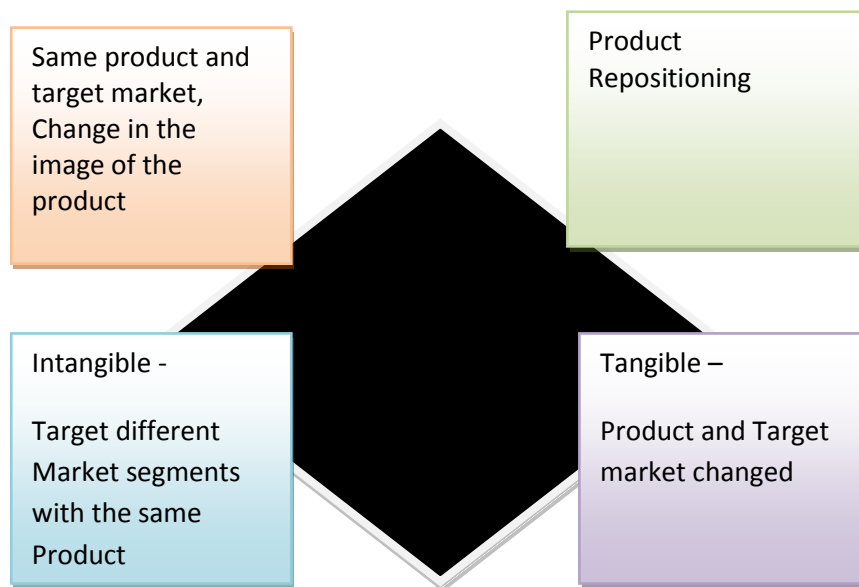 Same product and
target market,
Change in the
image of the
product
Product
Repositioning
Intangible -
Target different
Market segments
with the same
Product
Tangible –
Product and Target
market changed